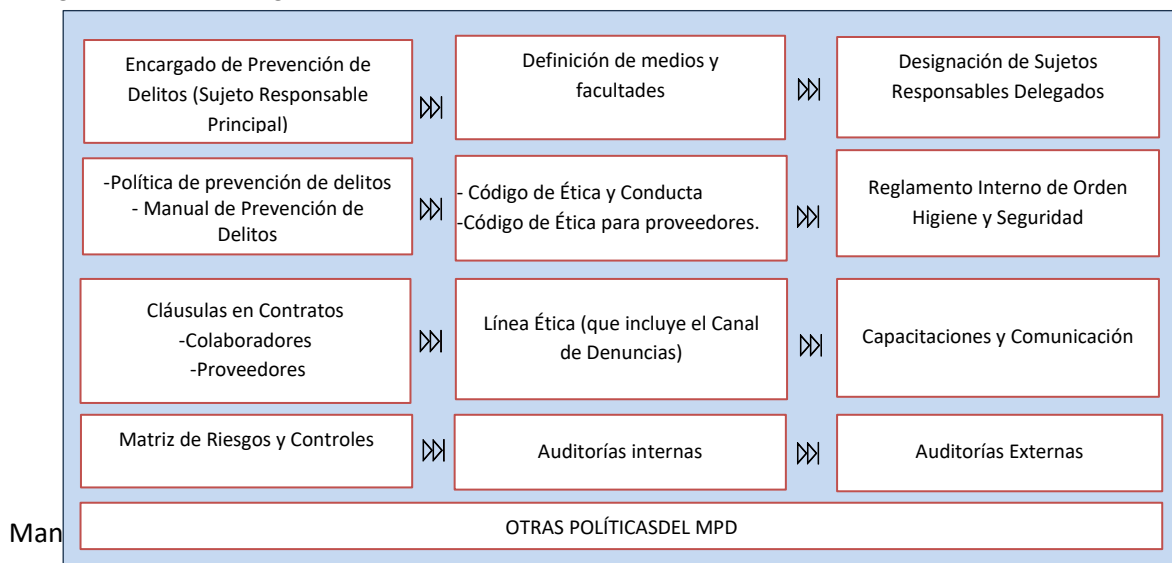 Encargado de Prevención de
Delitos (Sujeto Responsable
Principal)
Definición de medios y
facultades
Designación de Sujetos
Responsables Delegados
-Política de prevención de delitos
- Manual de Prevención de
Delitos
- Código de Ética y Conducta
-Código de Ética para proveedores.
Reglamento Interno de Orden
Higiene y Seguridad
Cláusulas en Contratos
-Colaboradores
-Proveedores
Línea Ética (que incluye el Canal
de Denuncias)
Capacitaciones y Comunicación
Matriz de Riesgos y Controles
Auditorías internas
Auditorías Externas
OTRAS POLÍTICASDEL MPD
Man